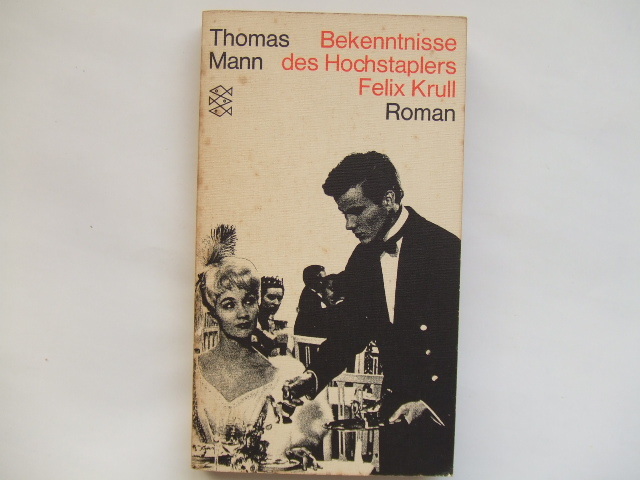 Thomas
Mann
Bekenntnisse
des Hochstaplers
Felix Krull
Roman